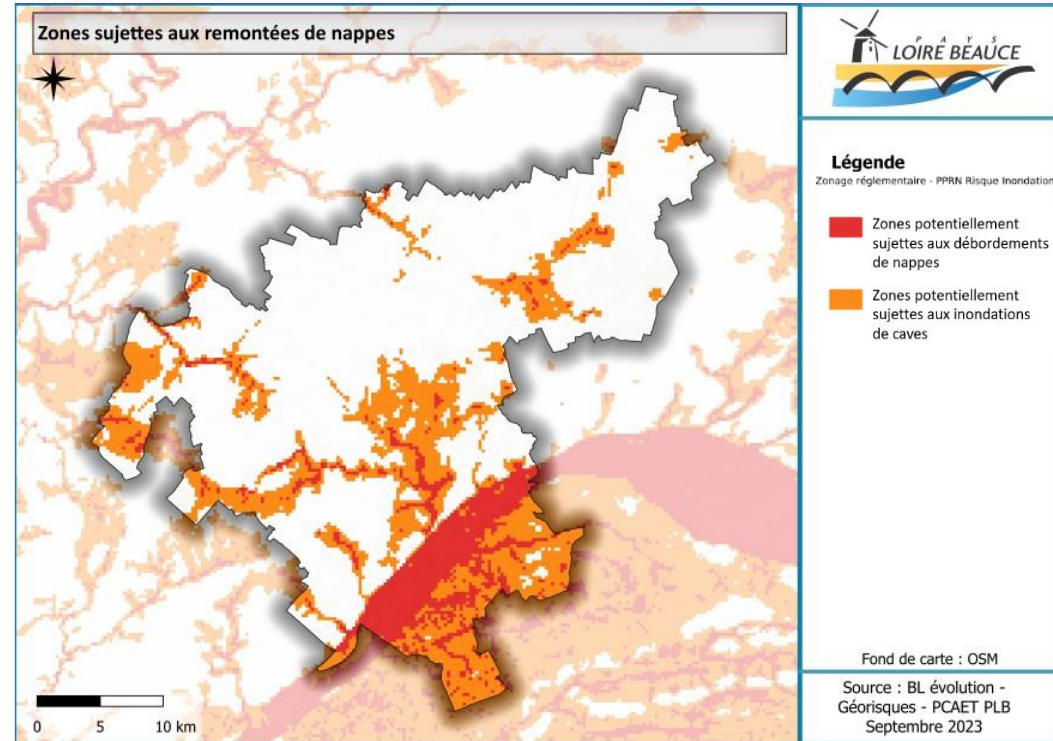 Zones sujettes aux remontées de nappes
PAYS
LOIRE BEAUCE
Légende
Zonage réglementaire - PPRN Risque Inondation
Zones potentiellement
sujettes aux débordements
de nappes
Zones potentiellement
sujettes aux inondations
de caves
0 5 10 km
Fond de carte : OSM
Source : BL évolution -
Géorisques - PCAET PLB
Septembre 2023